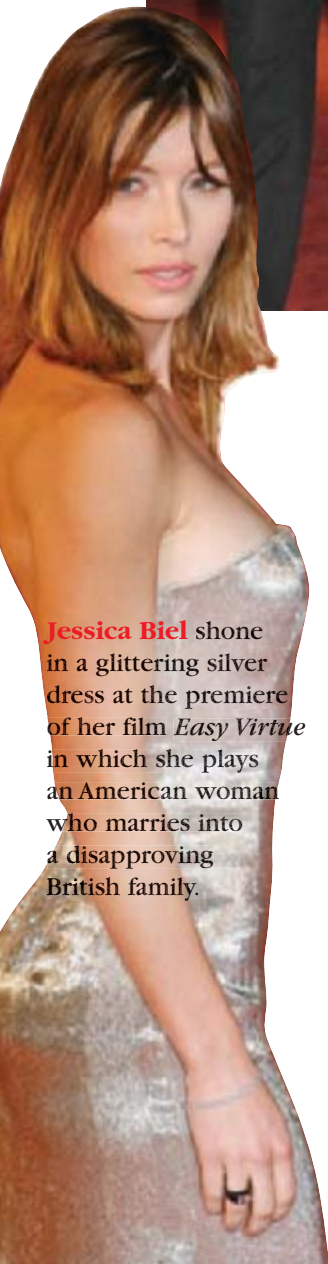 Jessica Biel shone
in a glittering silver
dress at the premiere
of her film Easy Virtue
in which she plays
an American woman
who marries into
a disapproving
British family.